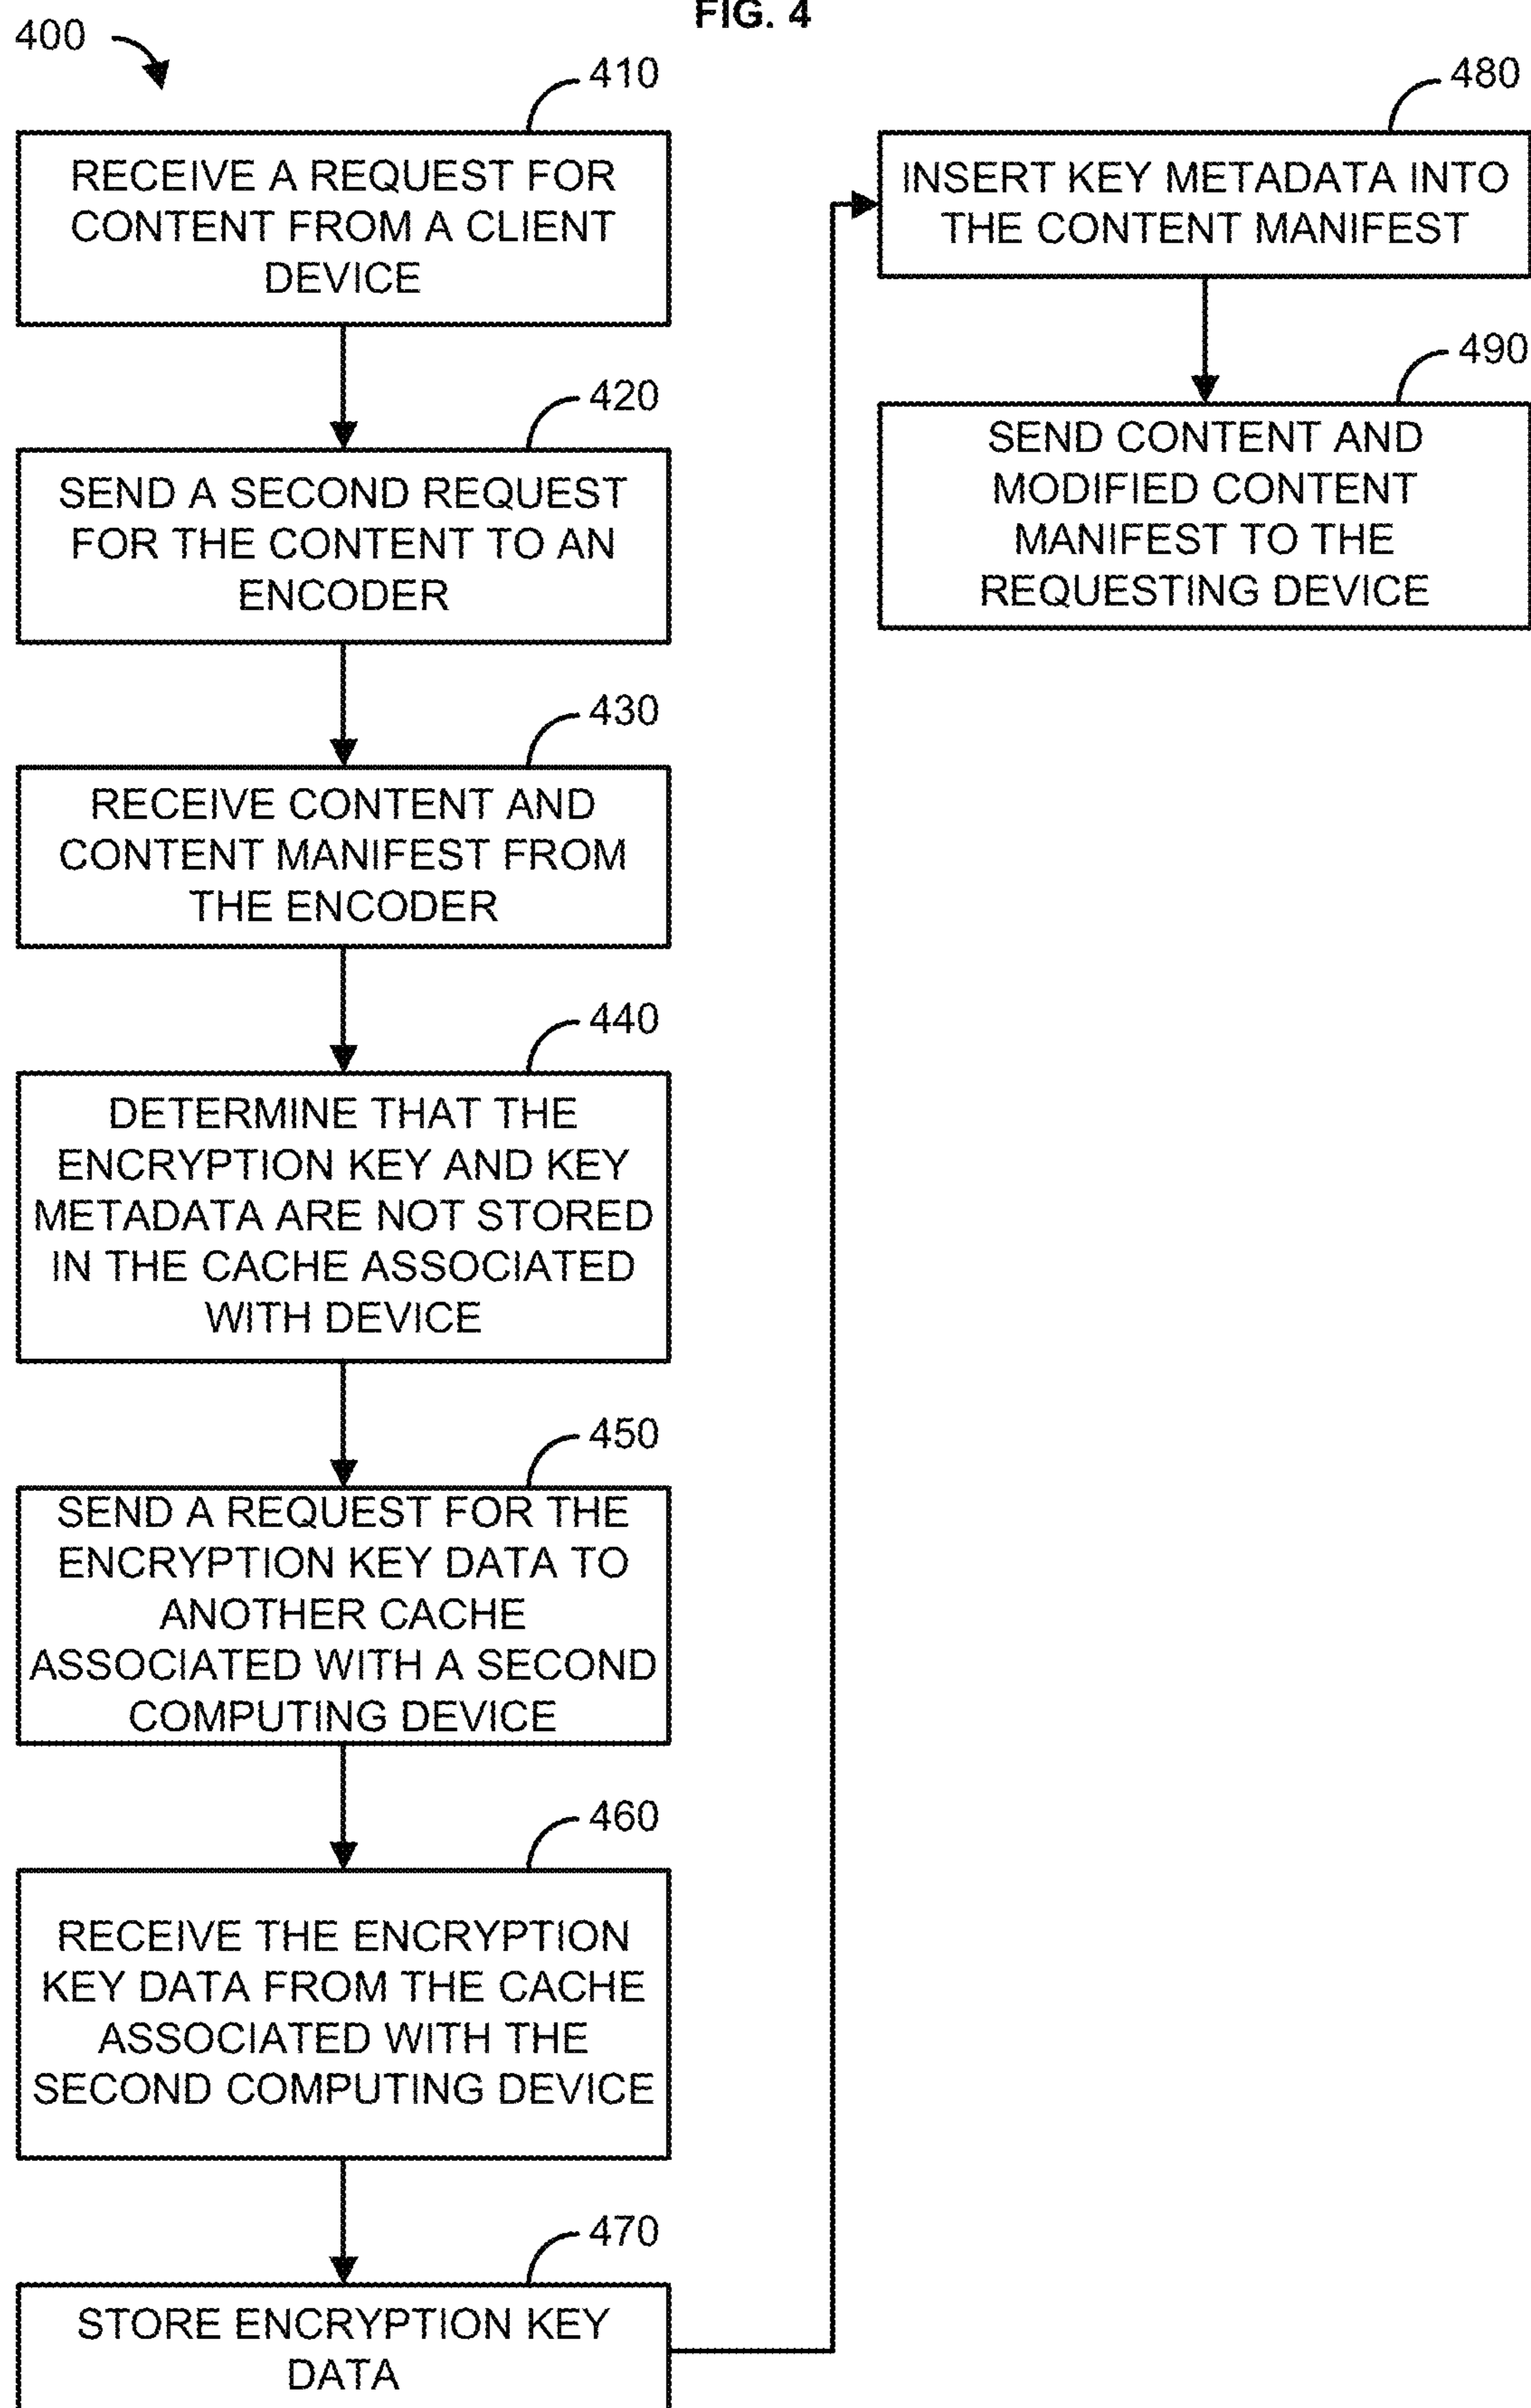 FIG. 4
400
410
RECEIVE A REQUEST FOR
CONTENT FROM A CLIENT
DEVICE
420
SEND A SECOND REQUEST
FOR THE CONTENT TO AN
ENCODER
430
RECEIVE CONTENT AND
CONTENT MANIFEST FROM
THE ENCODER
440
DETERMINE THAT THE
ENCRYPTION KEY AND KEY
METADATA ARE NOT STORED
IN THE CACHE ASSOCIATED
WITH DEVICE
450
SEND A REQUEST FOR THE
ENCRYPTION KEY DATA TO
ANOTHER CACHE
ASSOCIATED WITH A SECOND
COMPUTING DEVICE
460
RECEIVE THE ENCRYPTION
KEY DATA FROM THE CACHE
ASSOCIATED WITH THE
SECOND COMPUTING DEVICE
470
STORE ENCRYPTION KEY
DATA
480
INSERT KEY METADATA INTO
THE CONTENT MANIFEST
490
SEND CONTENT AND
MODIFIED CONTENT
MANIFEST TO THE
REQUESTING DEVICE